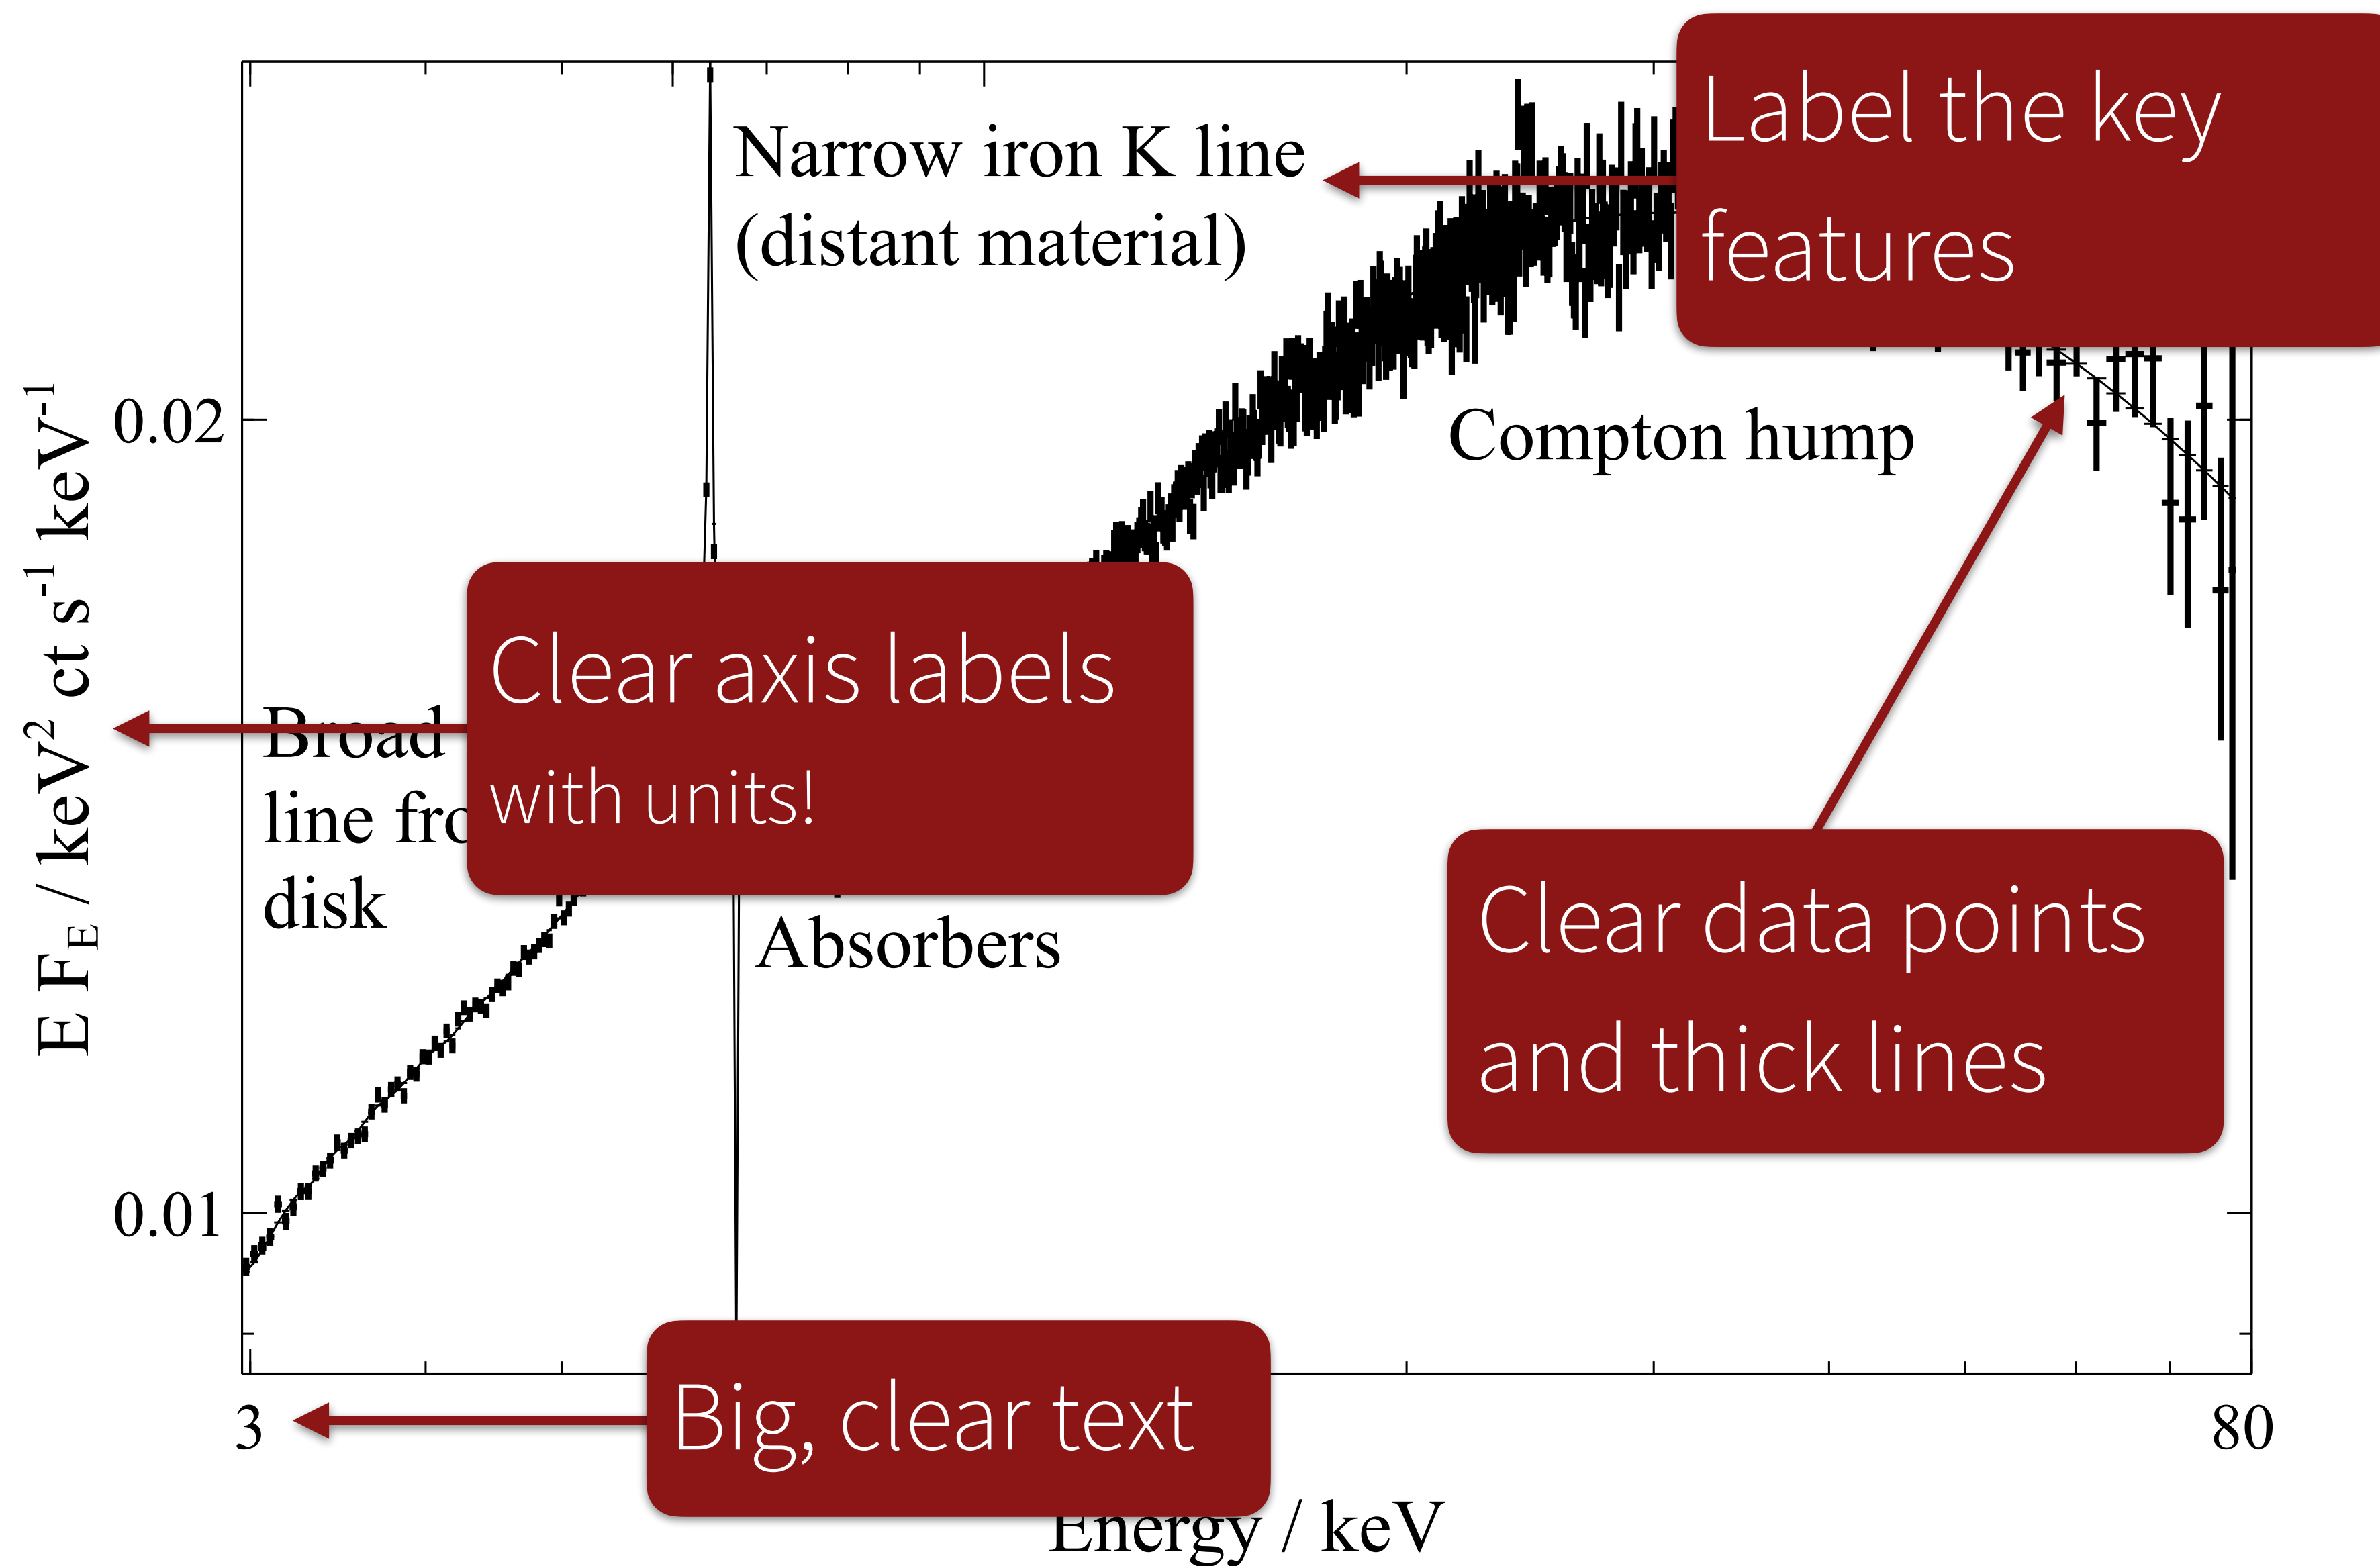 Label the key
features
Narrow iron K line
(distant material)
0.02
Compton hump
E F_E / keV² ct s⁻¹ keV⁻¹
Clear axis labels
with units!
Broad
line
disk
Absorbers
Clear data points
and thick lines
0.01
Big, clear text
3
80
Energy / keV